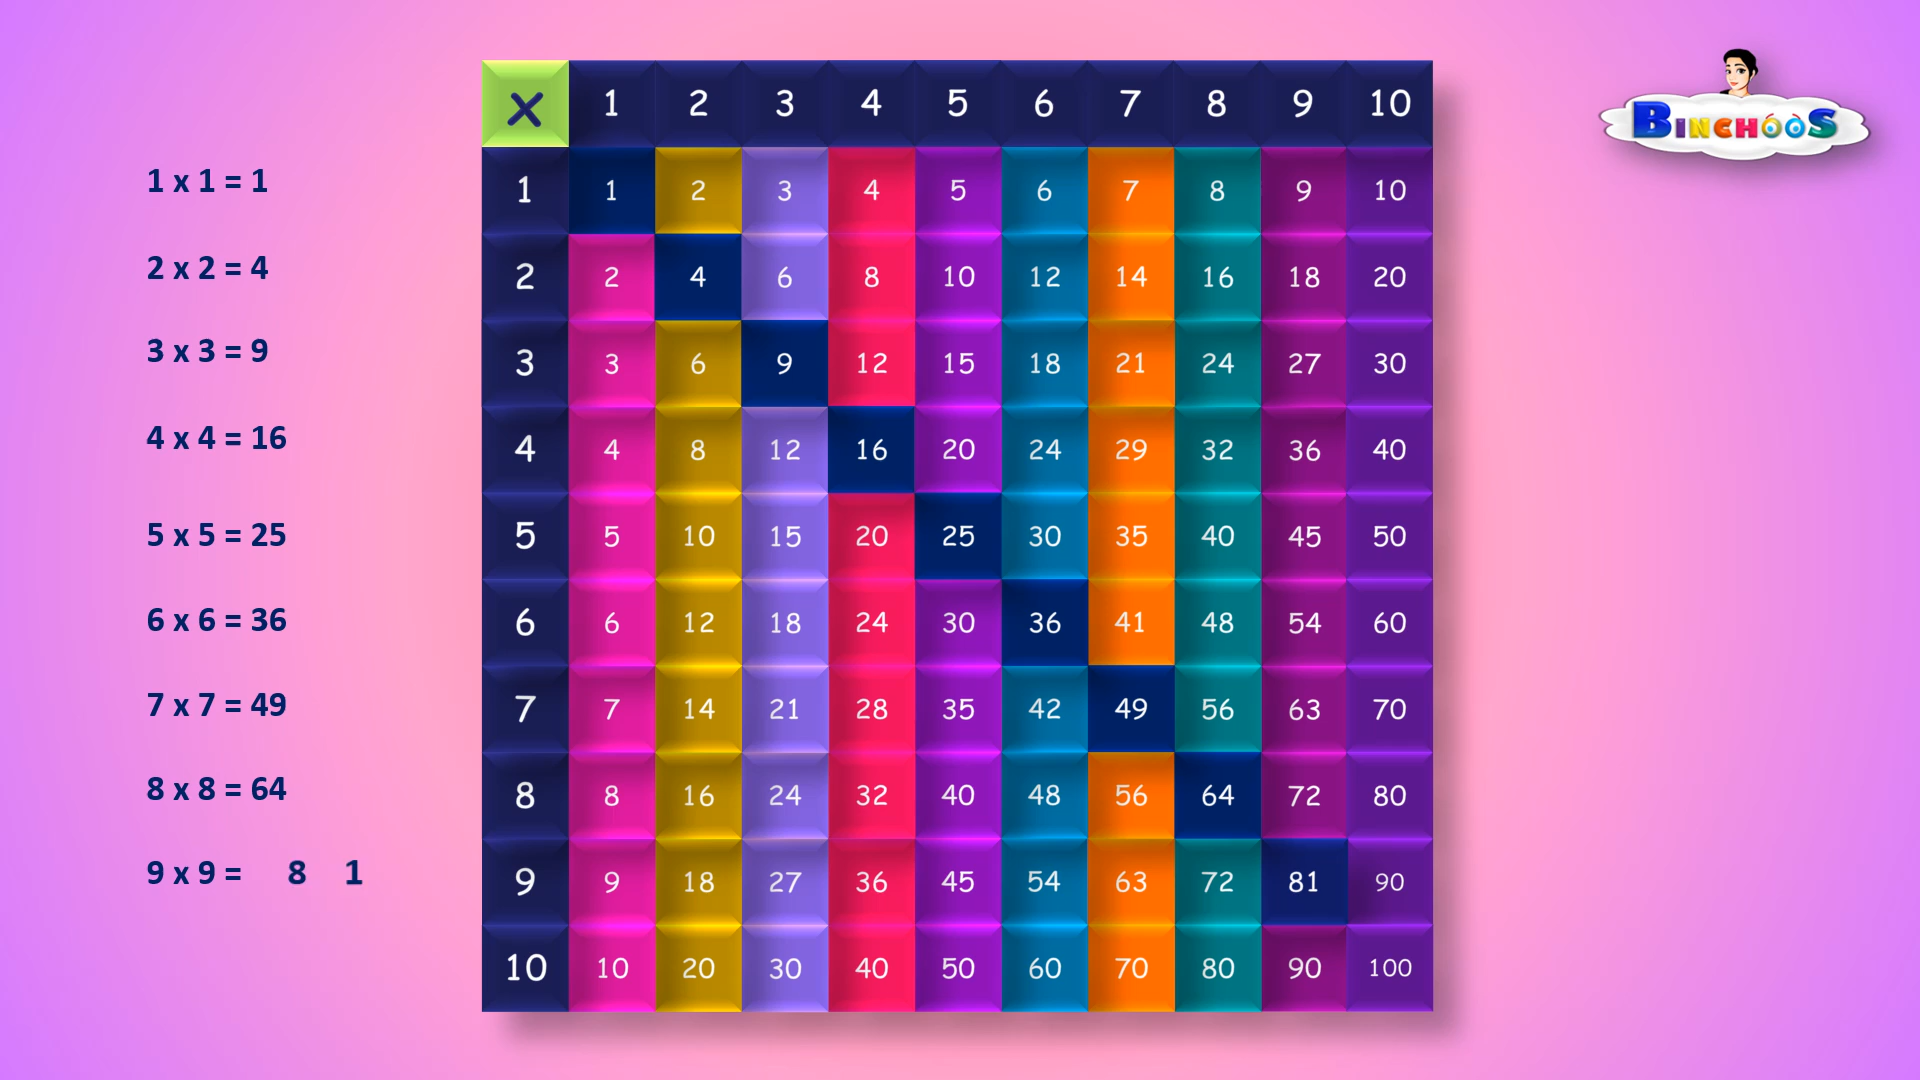 BINCHOOS
1 x 1 = 1
2 x 2 = 4
3 x 3 = 9
4 x 4 = 16
5 x 5 = 25
6 x 6 = 36
7 x 7 = 49
8 x 8 = 64
9 x 9 = 8 1
X 1 2 3 4 5 6 7 8 9 10
1 1 2 3 4 5 6 7 8 9 10
2 2 4 6 8 10 12 14 16 18 20
3 3 6 9 12 15 18 21 24 27 30
4 4 8 12 16 20 24 29 32 36 40
5 5 10 15 20 25 30 35 40 45 50
6 6 12 18 24 30 36 41 48 54 60
7 7 14 21 28 35 42 49 56 63 70
8 8 16 24 32 40 48 56 64 72 80
9 9 18 27 36 45 54 63 72 81 90
10 10 20 30 40 50 60 70 80 90 100